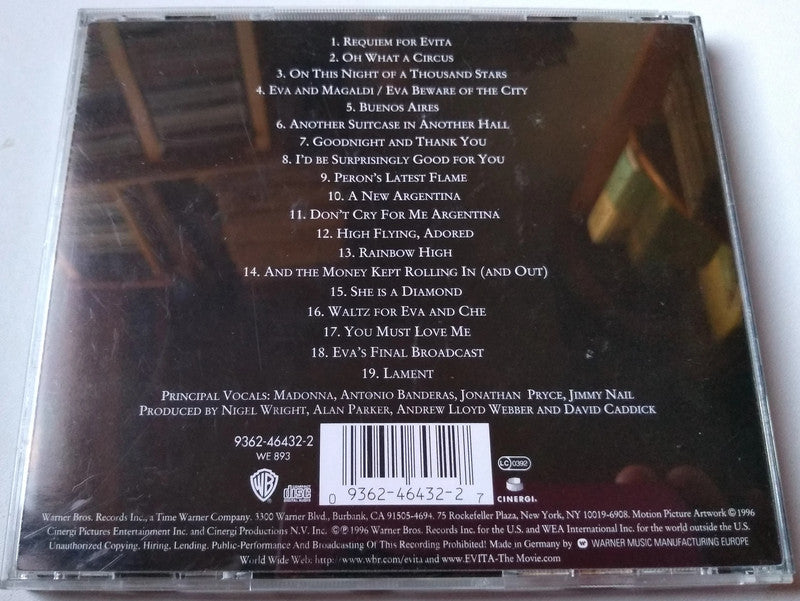 1. Requiem for Evita
2. Oh What a Circus
3. On This Night of a Thousand Stars
4. Eva and Magaldi / Eva Beware of the City
5. Buenos Aires
6. Another Suitcase in Another Hall
7. Goodnight and Thank You
8. I'd be Surprisingly Good for You
9. Peron's Latest Flame
10. A New Argentina
11. Don't Cry for Me Argentina
12. High Flying, Adored
13. Rainbow High
14. And the Money Kept Rolling In (and Out)
15. She is a Diamond
16. Waltz for Eva and Che
17. You Must Love Me
18. Eva's Final Broadcast
19. Lament
Principal Vocals: Madonna, Antonio Banderas, Jonathan Pryce, Jimmy Nail
Produced by Nigel Wright, Alan Parker, Andrew Lloyd Webber and David Caddick
9362-46432-2
WE 893
WB
COMPACT disc DIGITAL AUDIO
0 9362-46432-2 7
LC 0392
CINERGI.
Warner Bros. Records Inc., a Time Warner Company. 3300 Warner Blvd., Burbank, CA 91505-4694. 75 Rockefeller Plaza, New York, NY 10019-6908. Motion Picture Artwork © 1996
Cinergi Pictures Entertainment Inc. and Cinergi Productions N.V. Inc. ©℗ 1996 Warner Bros. Records Inc. for the U.S. and WEA International Inc. for the world outside the U.S.
Unauthorized Copying, Hiring, Lending, Public-Performance And Broadcasting Of This Recording Prohibited! Made in Germany by WARNER MUSIC MANUFACTURING EUROPE
World Wide Web: http://www.wbr.com/evita and www.EVITA-The Movie.com